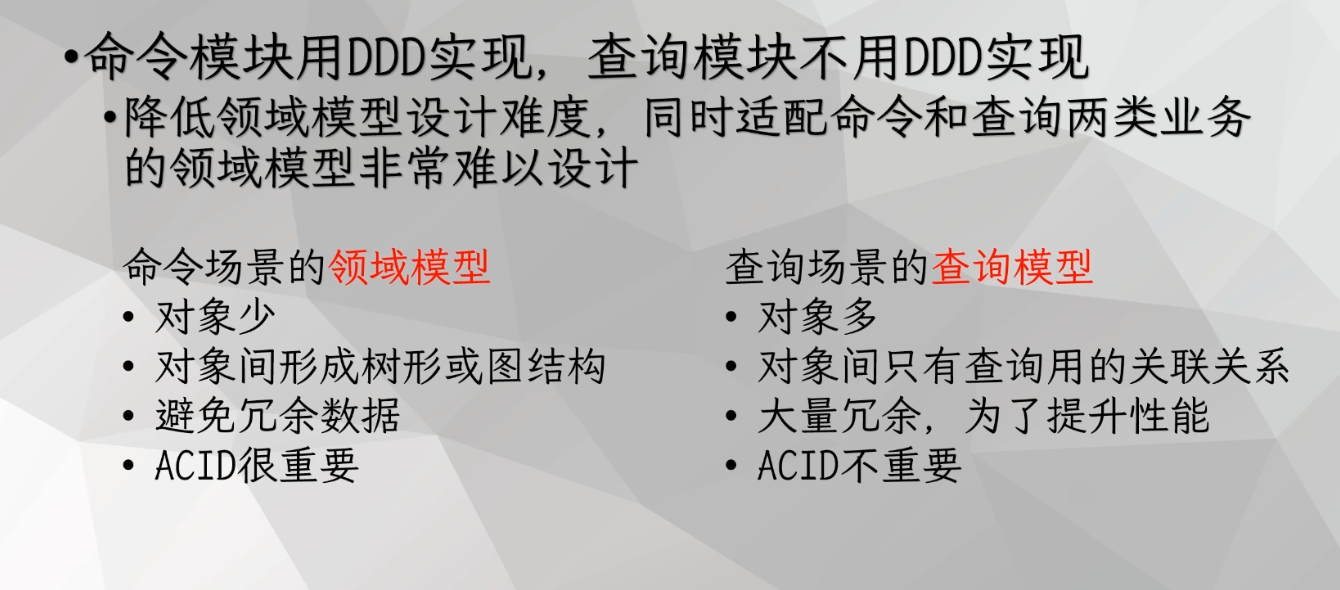 •命令模块用DDD实现，查询模块不用DDD实现
•降低领域模型设计难度，同时适配命令和查询两类业务
的领域模型非常难以设计
命令场景的领域模型
• 对象少
• 对象间形成树形或图结构
• 避免冗余数据
• ACID很重要
查询场景的查询模型
• 对象多
• 对象间只有查询用的关联关系
• 大量冗余，为了提升性能
• ACID不重要